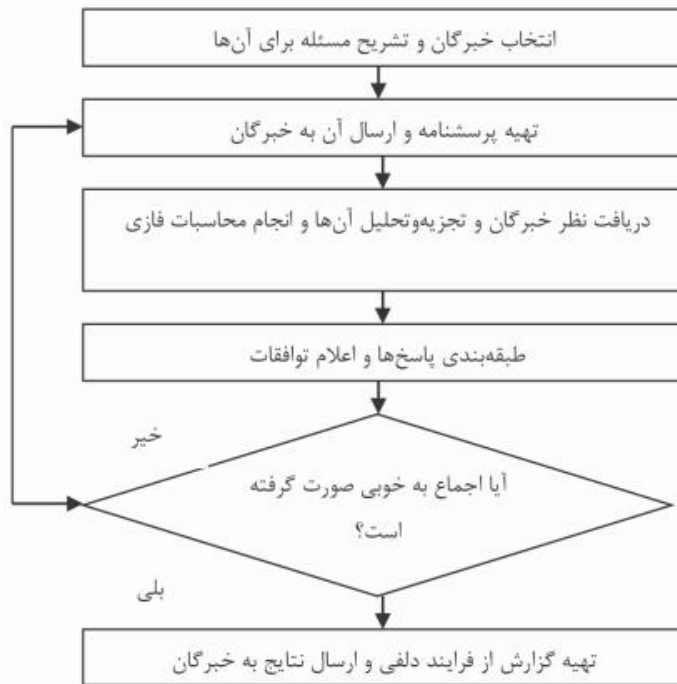 انتخاب خبرگان و تشریح مسئله برای آن‌ها
تهیه پرسشنامه و ارسال آن به خبرگان
دریافت نظر خبرگان و تجزیه‌وتحلیل آن‌ها و انجام محاسبات فازی
طبقه‌بندی پاسخ‌ها و اعلام توافقات
خیر
آیا اجماع به خوبی صورت گرفته
است؟
بلی
تهیه گزارش از فرایند دلفی و ارسال نتایج به خبرگان